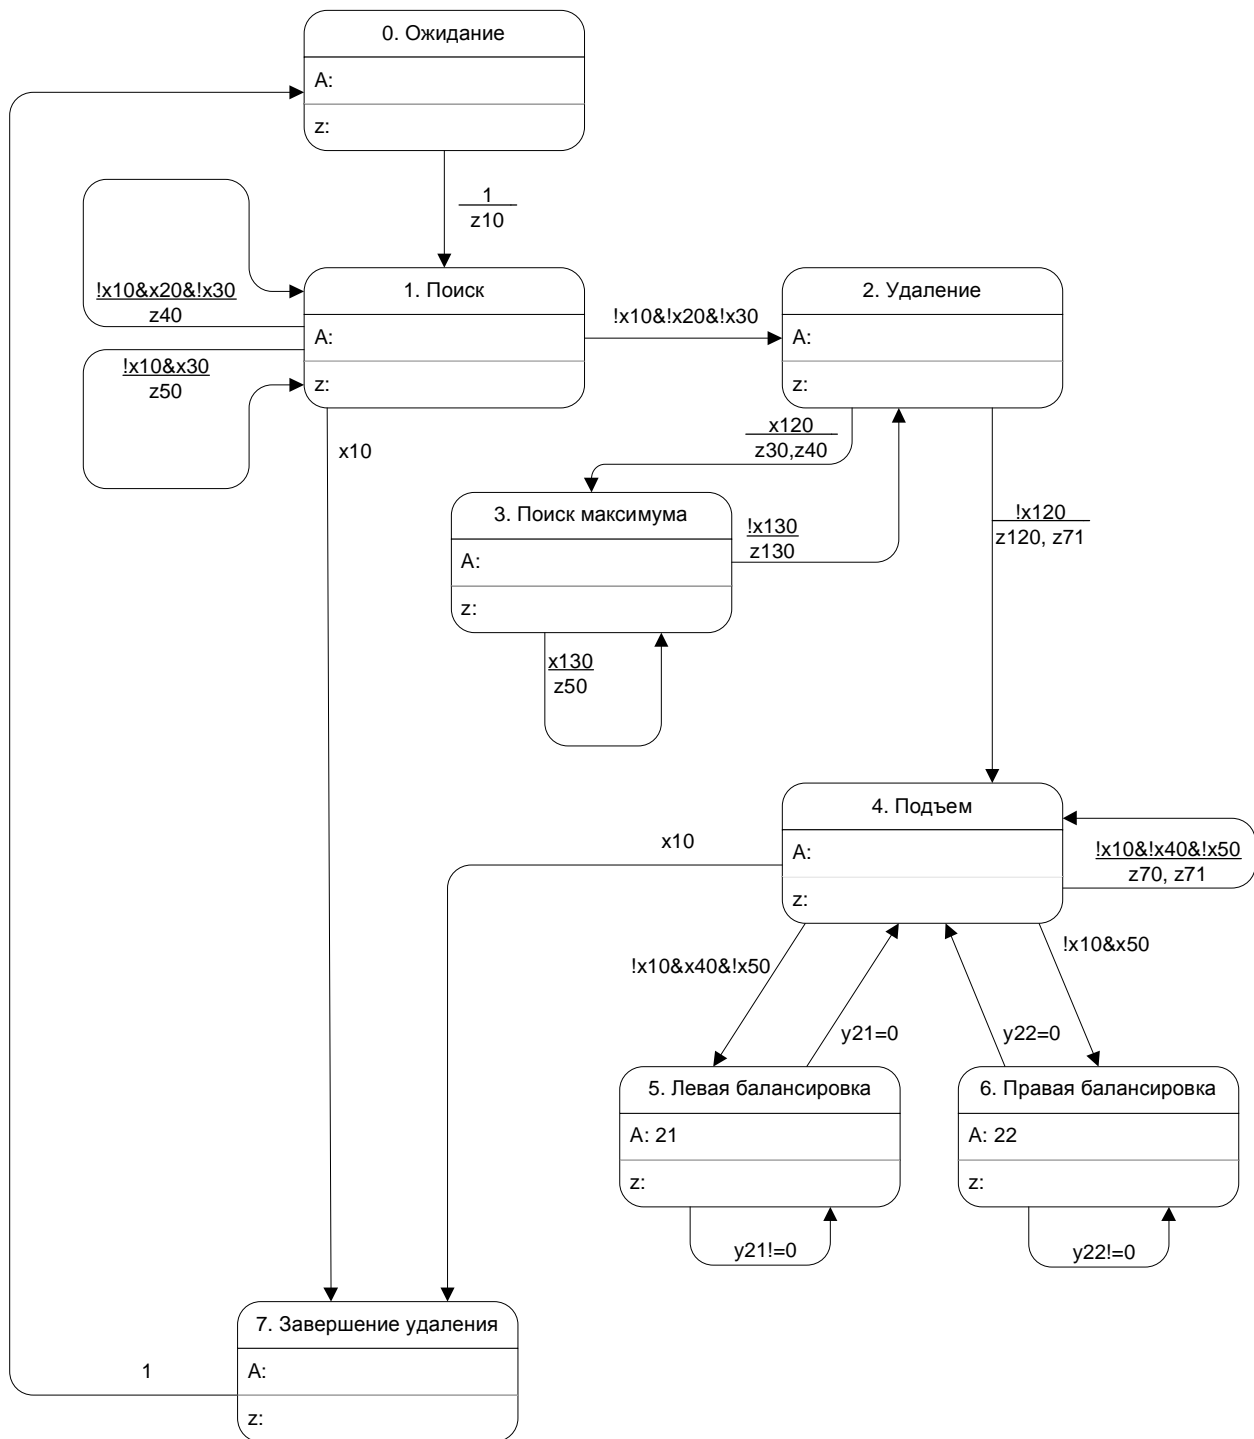 0. Ожидание
A:
z:
1
z10
!x10&x20&!x30
z40
1. Поиск
A:
z:
!x10&x30
z50
!x10&!x20&!x30
2. Удаление
A:
z:
x10
x120
z30,z40
3. Поиск максимума
A:
z:
!x130
z130
!x120
z120, z71
x130
z50
4. Подъем
A:
z:
x10
!x10&!x40&!x50
z70, z71
!x10&x40&!x50
!x10&x50
y21=0
y22=0
5. Левая балансировка
A: 21
z:
6. Правая балансировка
A: 22
z:
y21!=0
y22!=0
7. Завершение удаления
A:
z:
1